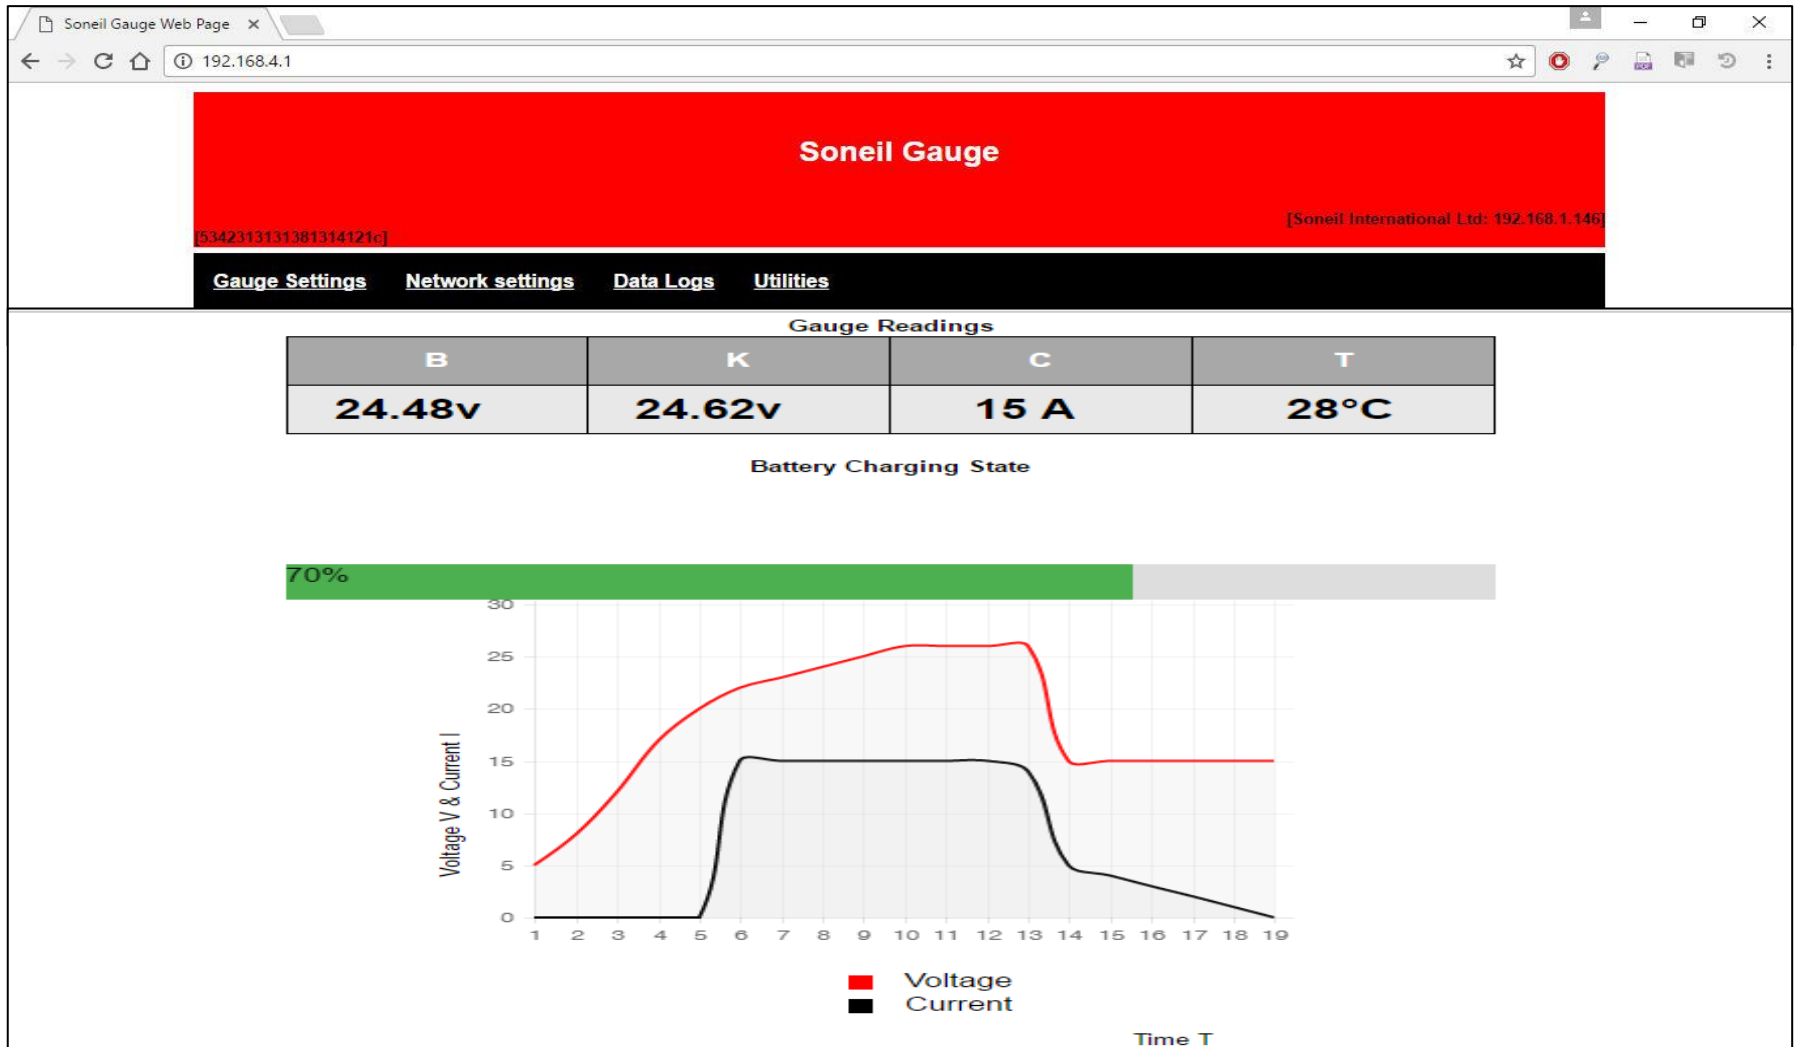 Soneil Gauge Web Page
192.168.4.1
Soneil Gauge
[Soneil International Ltd: 192.168.1.146]
[5342313131381314121c]
Gauge Settings Network settings Data Logs Utilities
Gauge Readings
B K C T
24.48v 24.62v 15 A 28°C
Battery Charging State
70%
30
25
20
15
10
5
0
Voltage V & Current I
1 2 3 4 5 6 7 8 9 10 11 12 13 14 15 16 17 18 19
Voltage
Current
Time T